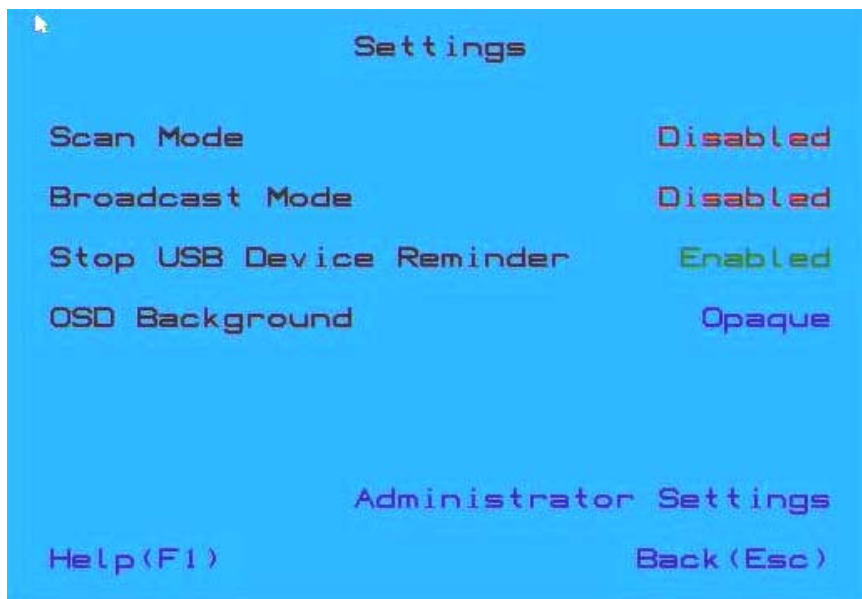 Settings
Scan Mode Disabled
Broadcast Mode Disabled
Stop USB Device Reminder Enabled
OSD Background Opaque
Administrator Settings
Help(F1) Back(Esc)